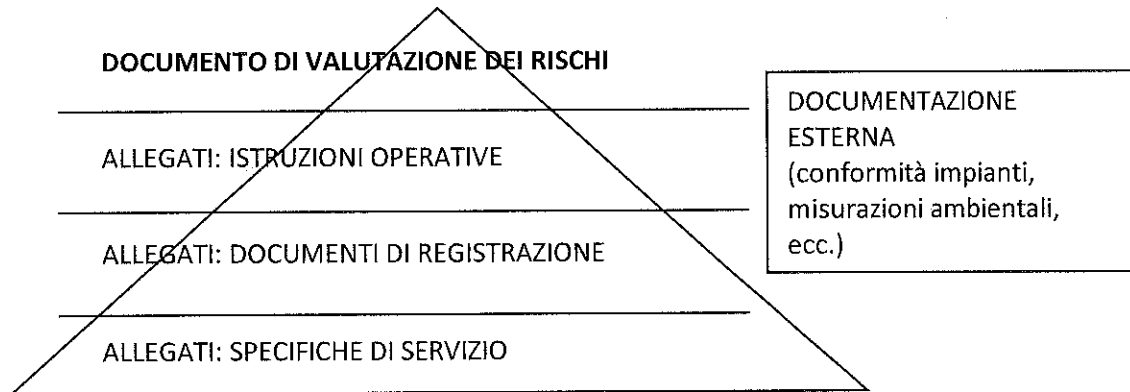 DOCUMENTO DI VALUTAZIONE DEI RISCHI
ALLEGATI: ISTRUZIONI OPERATIVE
ALLEGATI: DOCUMENTI DI REGISTRAZIONE
ALLEGATI: SPECIFICHE DI SERVIZIO
DOCUMENTAZIONE
ESTERNA
(conformità impianti,
misurazioni ambientali,
ecc.)